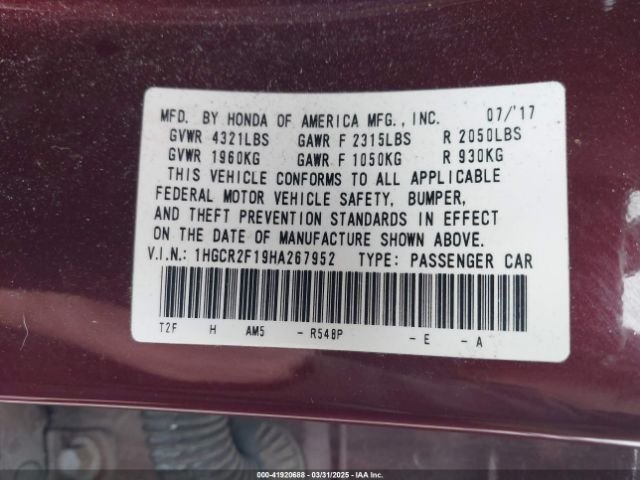 MFD. BY HONDA OF AMERICA MFG., INC. 07/'17
GVWR 4321LBS GAWR F 2315LBS R 2050LBS
GVWR 1960KG GAWR F 1050KG R 930KG
THIS VEHICLE CONFORMS TO ALL APPLICABLE
FEDERAL MOTOR VEHICLE SAFETY, BUMPER,
AND THEFT PREVENTION STANDARDS IN EFFECT
ON THE DATE OF MANUFACTURE SHOWN ABOVE.
V.I.N.: 1HGCR2F19HA267952 TYPE: PASSENGER CAR
T2F H AM5 - R548P - E - A
000-41920688 - 03/31/2025 - IAA Inc.